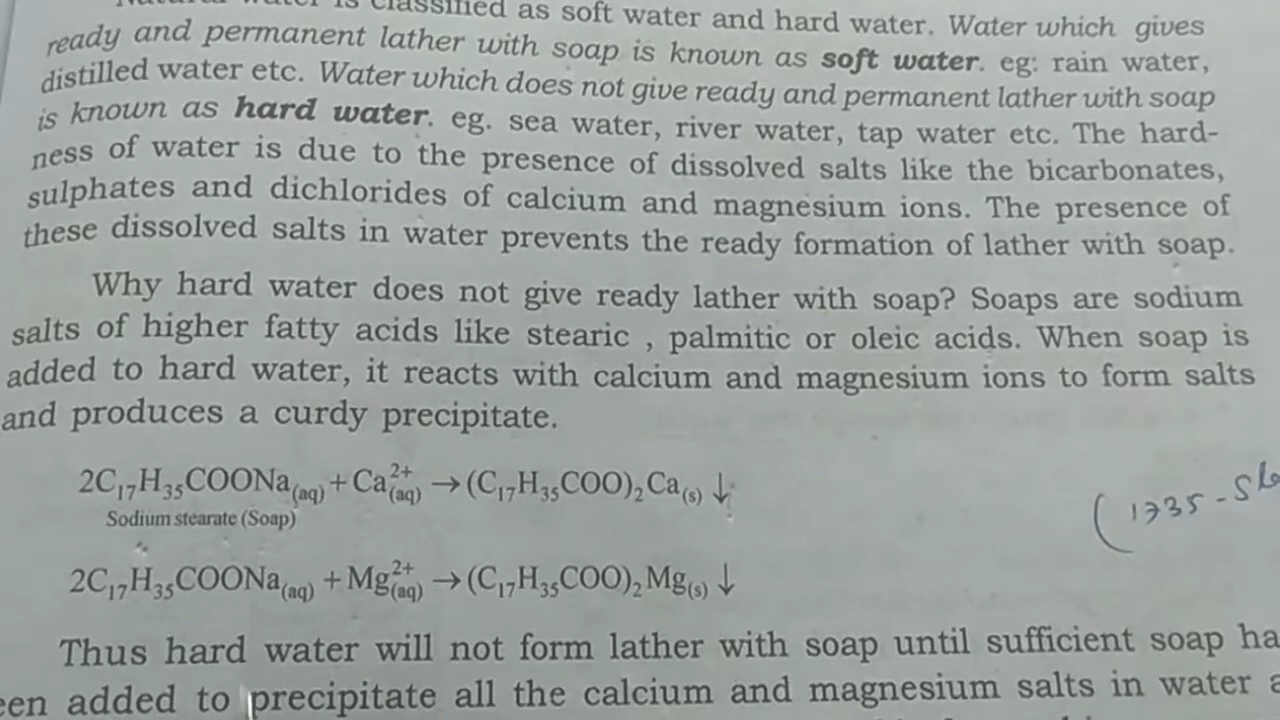 is classified as soft water and hard water. Water which gives
ready and permanent lather with soap is known as soft water. eg: rain water,
distilled water etc. Water which does not give ready and permanent lather with soap
is known as hard water. eg. sea water, river water, tap water etc. The hard-
ness of water is due to the presence of dissolved salts like the bicarbonates,
sulphates and dichlorides of calcium and magnesium ions. The presence of
these dissolved salts in water prevents the ready formation of lather with soap.
Why hard water does not give ready lather with soap? Soaps are sodium
salts of higher fatty acids like stearic , palmitic or oleic acids. When soap is
added to hard water, it reacts with calcium and magnesium ions to form salts
and produces a curdy precipitate.
2C₁₇H₃₅COONa₍aq₎ + Ca²⁺₍aq₎ → (C₁₇H₃₅COO)₂Ca₍s₎ ↓
Sodium stearate (Soap)
(1735 -
2C₁₇H₃₅COONa₍aq₎ + Mg²⁺₍aq₎ → (C₁₇H₃₅COO)₂Mg₍s₎ ↓
Thus hard water will not form lather with soap until sufficient soap ha
een added to precipitate all the calcium and magnesium salts in water a